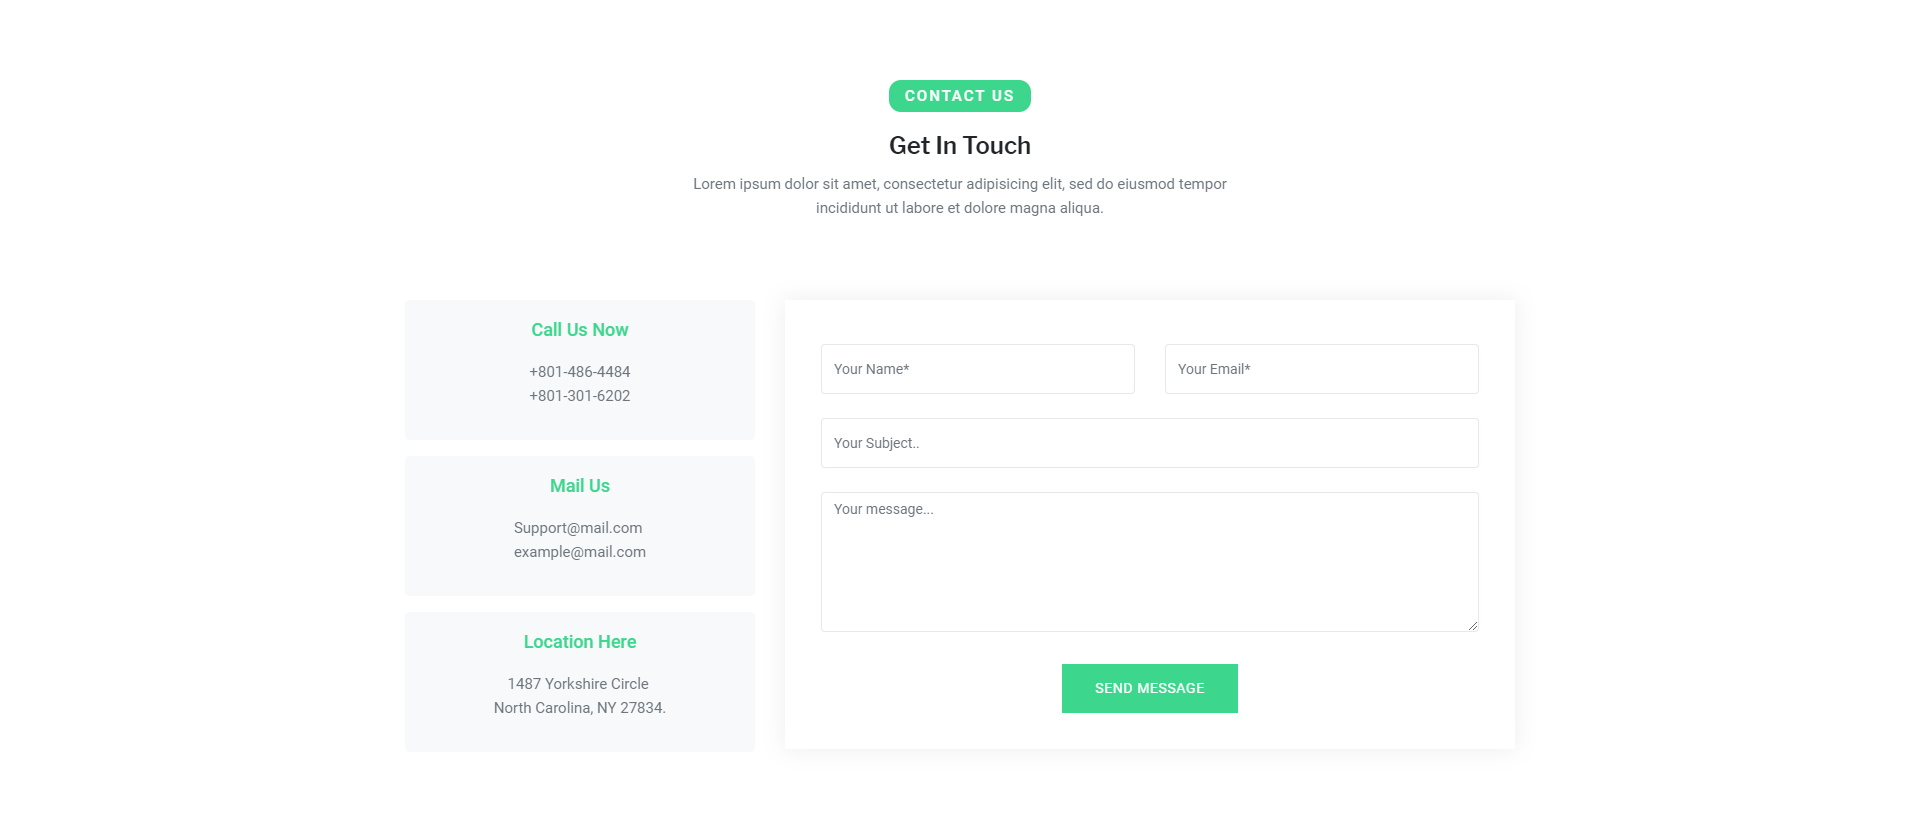 CONTACT US
Get In Touch
Lorem ipsum dolor sit amet, consectetur adipisicing elit, sed do eiusmod tempor
incididunt ut labore et dolore magna aliqua.
Call Us Now
+801-486-4484
+801-301-6202
Mail Us
Support@mail.com
example@mail.com
Location Here
1487 Yorkshire Circle
North Carolina, NY 27834.
Your Name*
Your Email*
Your Subject..
Your message...
SEND MESSAGE